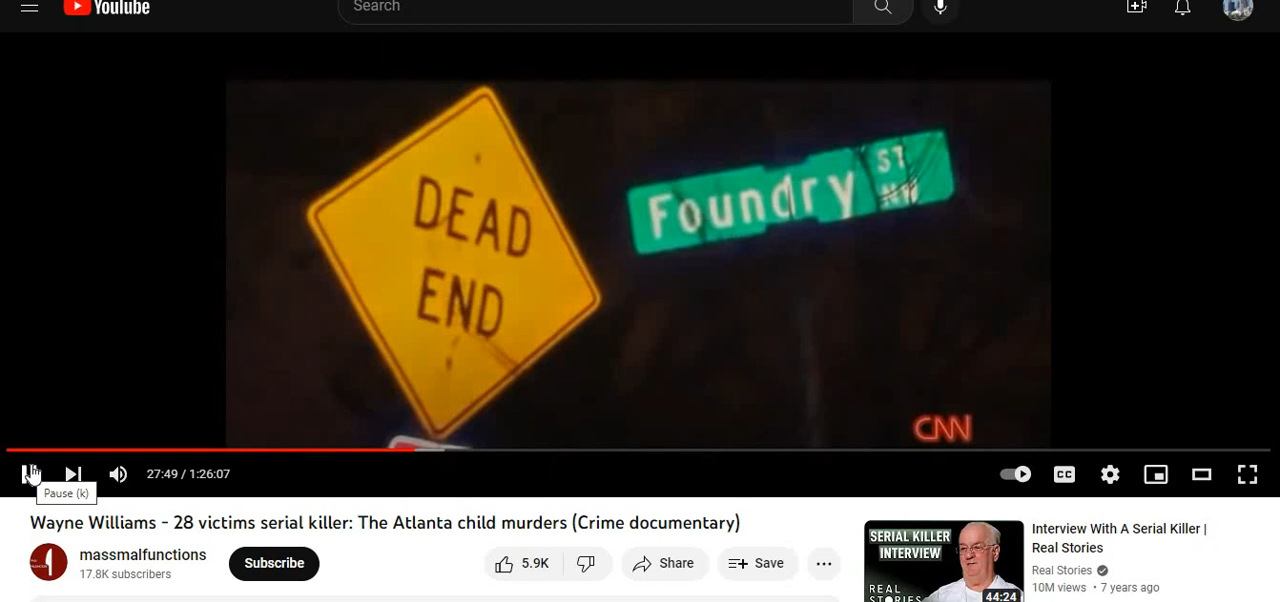 YouTube
Search
DEAD
END
Foundry ST
NW
CNN
27:49 / 1:26:07
CC
Pause (k)
Wayne Williams - 28 victims serial killer: The Atlanta child murders (Crime documentary)
massmalfunctions
17.8K subscribers
Subscribe
5.9K
Share
Save
SERIAL KILLER
INTERVIEW
REAL
STORIES
44:24
Interview With A Serial Killer |
Real Stories
Real Stories
10M views • 7 years ago